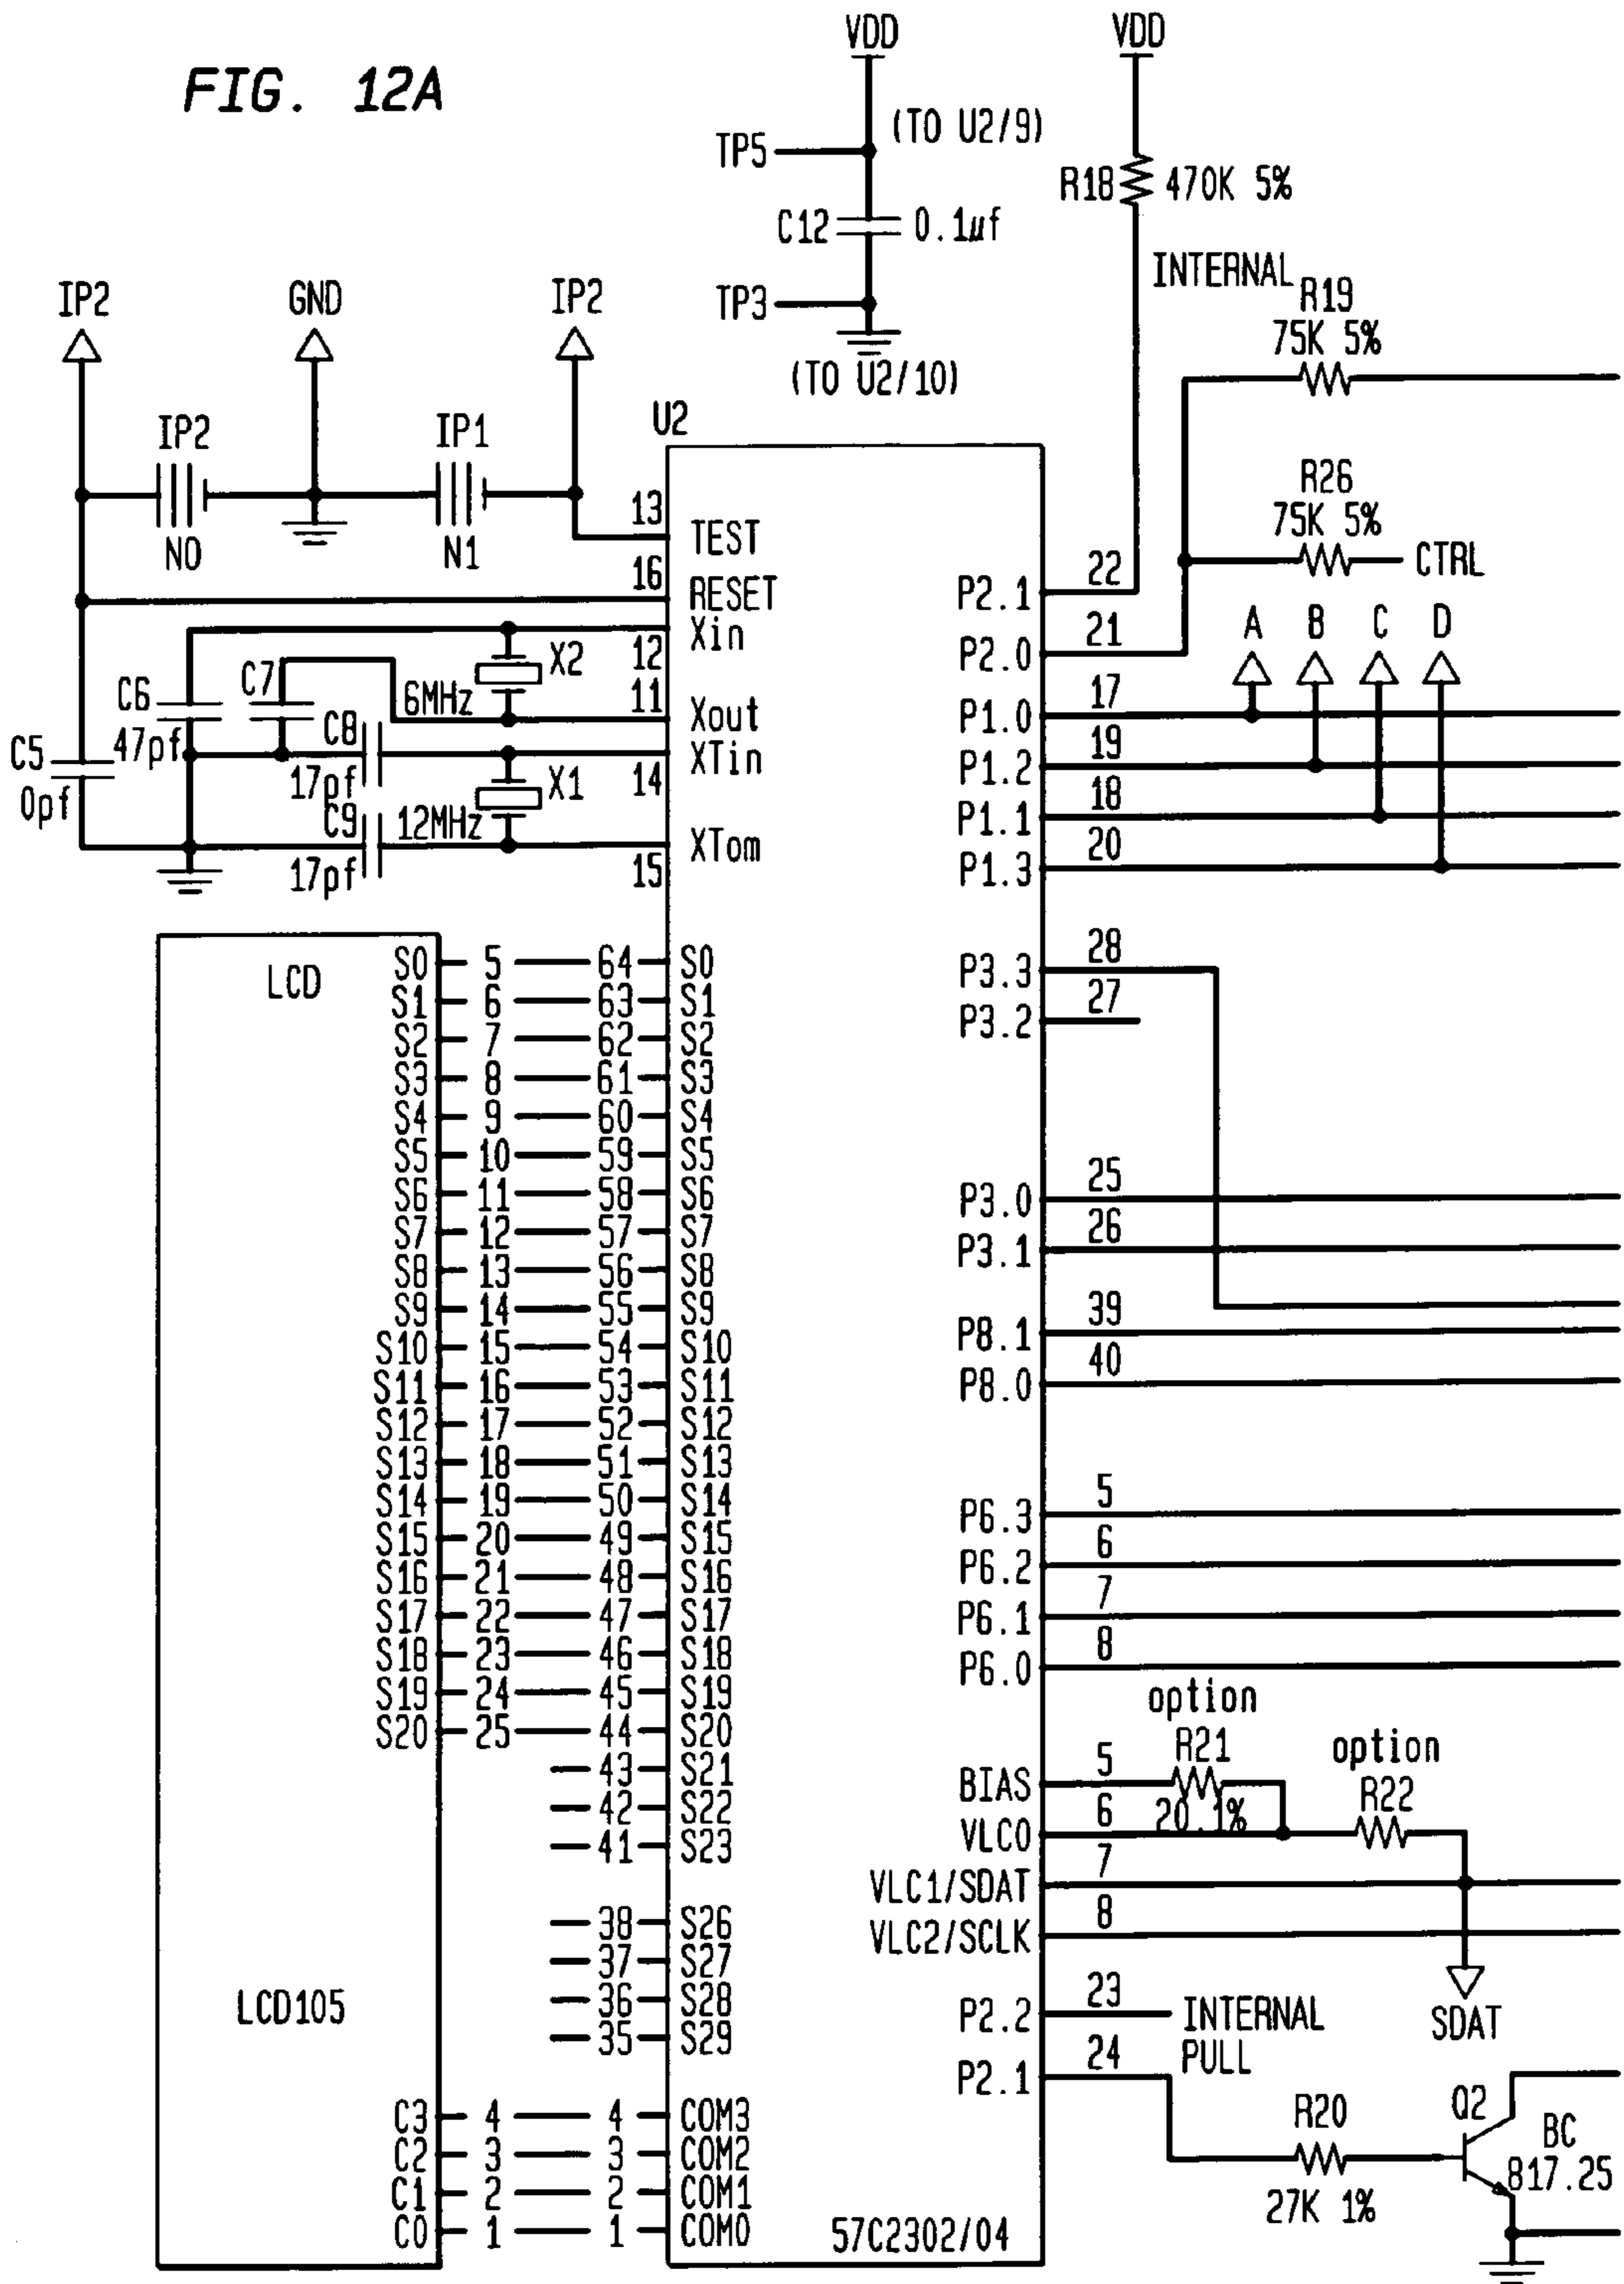 FIG. 12A
VDD
VDD
(TO U2/9)
TP5
R18 470K 5%
C12 0.1µf
INTERNAL
TP3
(TO U2/10)
R19
75K 5%
IP2
GND
IP2
IP2
N0
IP1
N1
U2
R26
75K 5%
CTRL
A B C D
13 TEST
16 RESET
Xin
12
11 Xout
XTin
14
XTom
15
X2
6MHz
X1
12MHz
C6
47pf
C7
C8
17pf
C9
17pf
C5
0pf
P2.1 22
P2.0 21
P1.0 17
P1.2 19
P1.1 18
P1.3 20
P3.3 28
P3.2 27
P3.0 25
P3.1 26
39
P8.1
P8.0 40
P6.3 5
P6.2 6
P6.1 7
P6.0 8
LCD
S0 5 64 S0
S1 6 63 S1
S2 7 62 S2
S3 8 61 S3
S4 9 60 S4
S5 10 59 S5
S6 11 58 S6
S7 12 57 S7
S8 13 56 S8
S9 14 55 S9
S10 15 54 S10
S11 16 53 S11
S12 17 52 S12
S13 18 51 S13
S14 19 50 S14
S15 20 49 S15
S16 21 48 S16
S17 22 47 S17
S18 23 46 S18
S19 24 45 S19
S20 25 44 S20
43 S21
42 S22
41 S23
38 S26
37 S27
36 S28
35 S29
LCD105
C3 4 4 COM3
C2 3 3 COM2
C1 2 2 COM1
C0 1 1 COM0
option
R21
20.1%
option
R22
BIAS 5
VLC0 6
VLC1/SDAT 7
VLC2/SCLK 8
SDAT
P2.2 23 INTERNAL
PULL
P2.1 24
R20
27K 1%
Q2
BC
817.25
57C2302/04